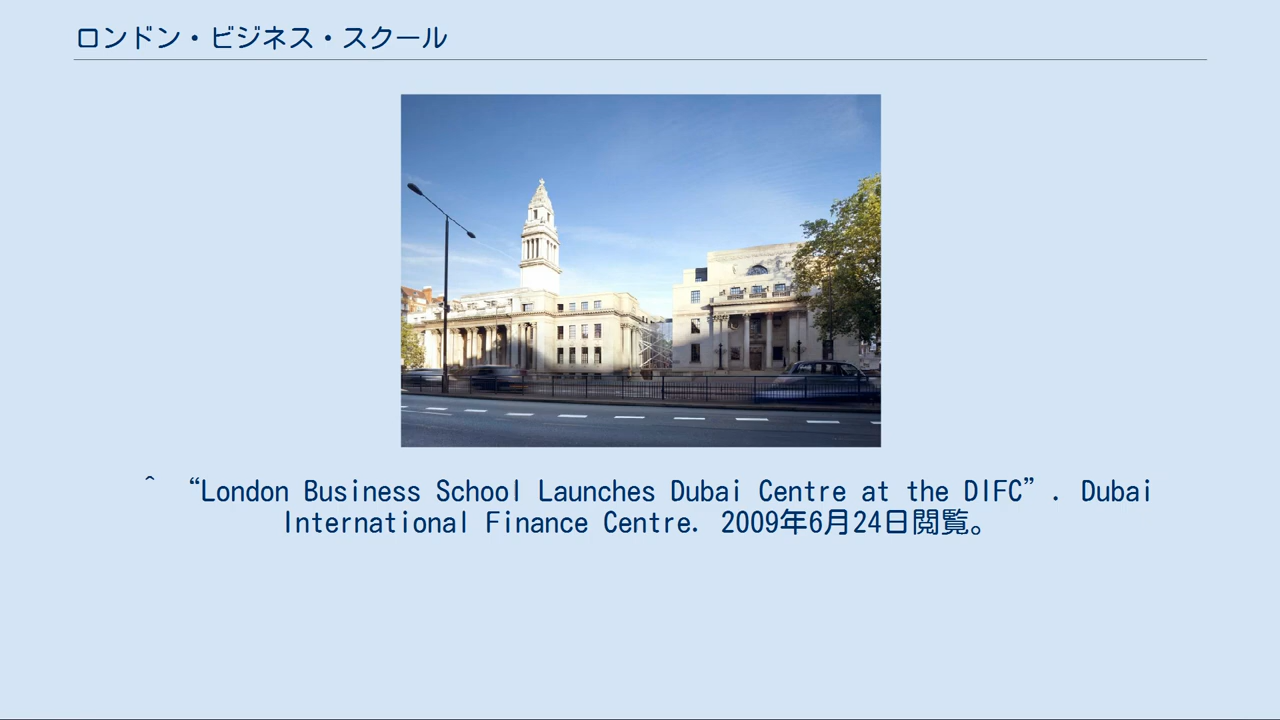 ロンドン・ビジネス・スクール
^ “London Business School Launches Dubai Centre at the DIFC”. Dubai
International Finance Centre. 2009年6月24日閲覧。